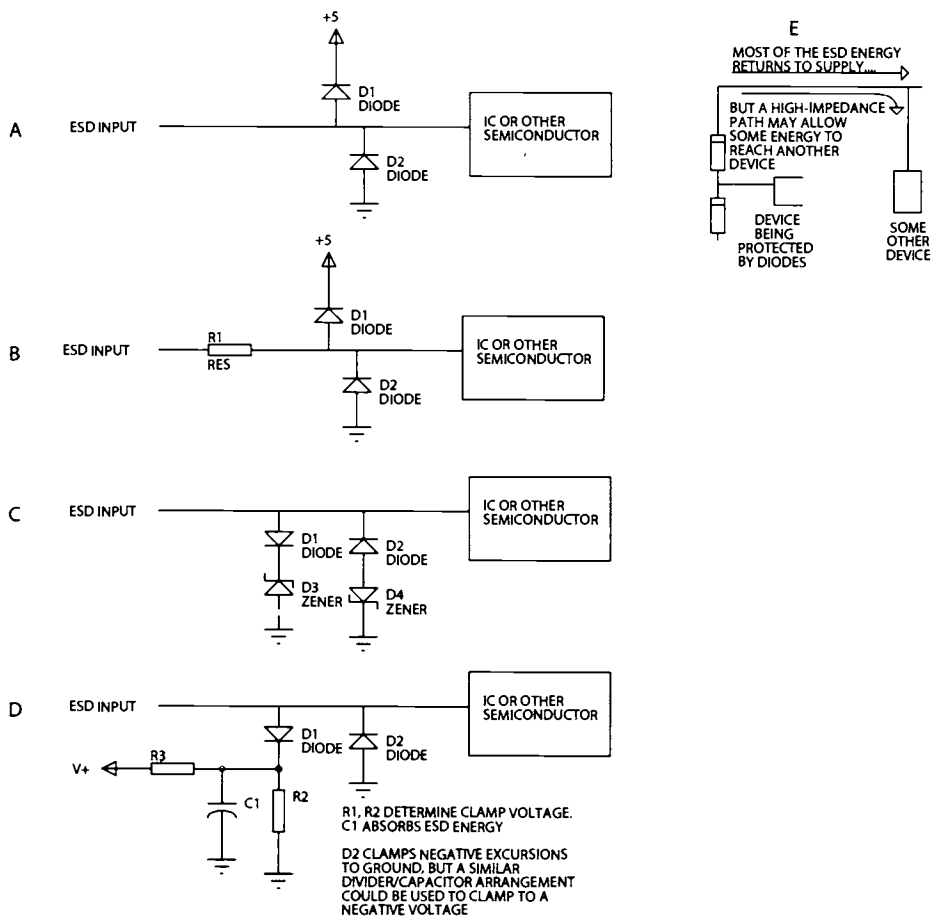 +5
D1
DIODE
A
ESD INPUT
IC OR OTHER
SEMICONDUCTOR
D2
DIODE
E
MOST OF THE ESD ENERGY
RETURNS TO SUPPLY....
BUT A HIGH-IMPEDANCE
PATH MAY ALLOW
SOME ENERGY TO
REACH ANOTHER
DEVICE
DEVICE
BEING
PROTECTED
BY DIODES
SOME
OTHER
DEVICE
+5
D1
DIODE
B
ESD INPUT
R1
RES
IC OR OTHER
SEMICONDUCTOR
D2
DIODE
C
ESD INPUT
IC OR OTHER
SEMICONDUCTOR
D1
DIODE
D2
DIODE
D3
ZENER
D4
ZENER
D
ESD INPUT
IC OR OTHER
SEMICONDUCTOR
D1
DIODE
D2
DIODE
V+
R3
C1
R2
R1, R2 DETERMINE CLAMP VOLTAGE.
C1 ABSORBS ESD ENERGY
D2 CLAMPS NEGATIVE EXCURSIONS
TO GROUND, BUT A SIMILAR
DIVIDER/CAPACITOR ARRANGEMENT
COULD BE USED TO CLAMP TO A
NEGATIVE VOLTAGE